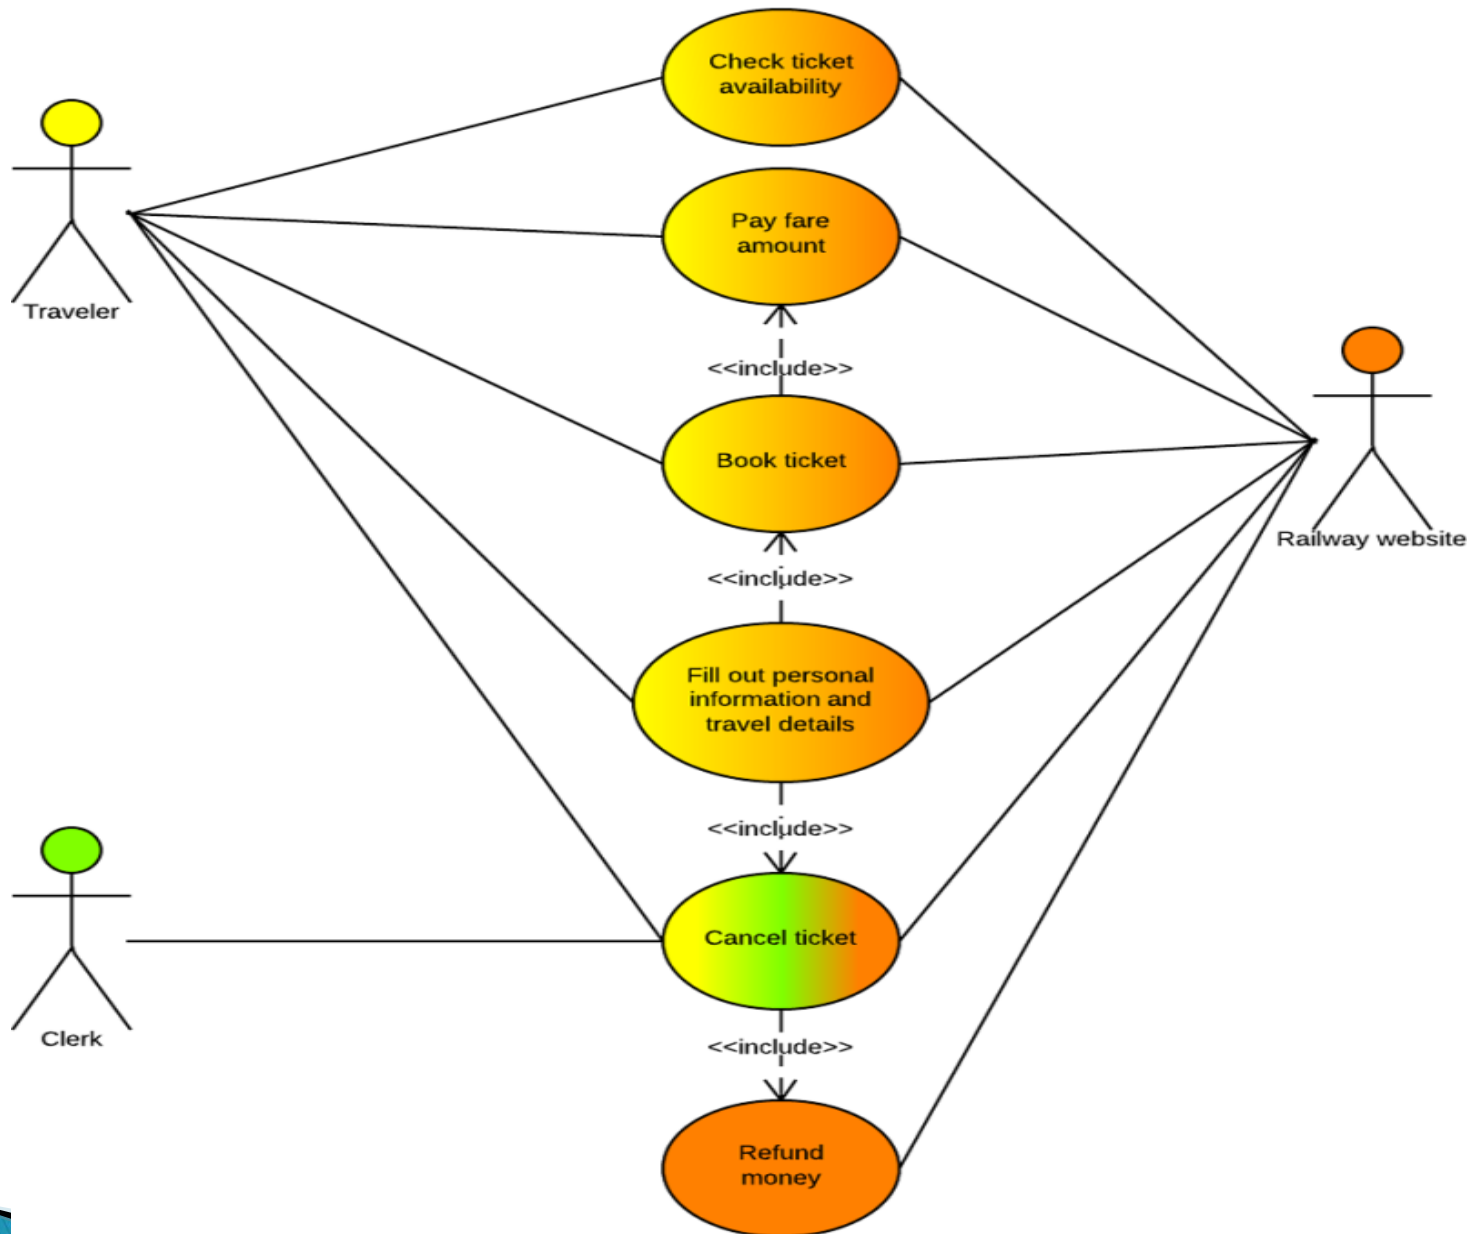 Check ticket
availability
Traveler
Pay fare
amount
<<include>>
Book ticket
Railway website
<<include>>
Fill out personal
information and
travel details
<<include>>
Cancel ticket
Clerk
<<include>>
Refund
money